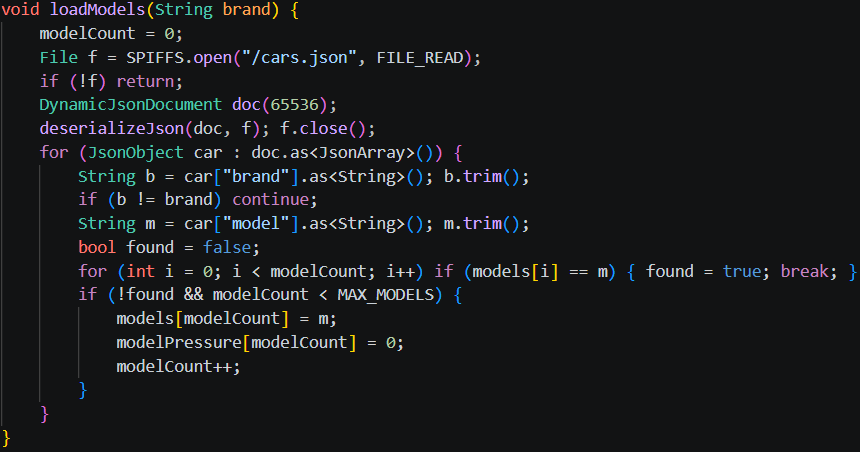 void loadModels(String brand) {
modelCount = 0;
File f = SPIFFS.open("/cars.json", FILE_READ);
if (!f) return;
DynamicJsonDocument doc(65536);
deserializeJson(doc, f); f.close();
for (JsonObject car : doc.as<JsonArray>()) {
String b = car["brand"].as<String>(); b.trim();
if (b != brand) continue;
String m = car["model"].as<String>(); m.trim();
bool found = false;
for (int i = 0; i < modelCount; i++) if (models[i] == m) { found = true; break; }
if (!found && modelCount < MAX_MODELS) {
models[modelCount] = m;
modelPressure[modelCount] = 0;
modelCount++;
}
}
}